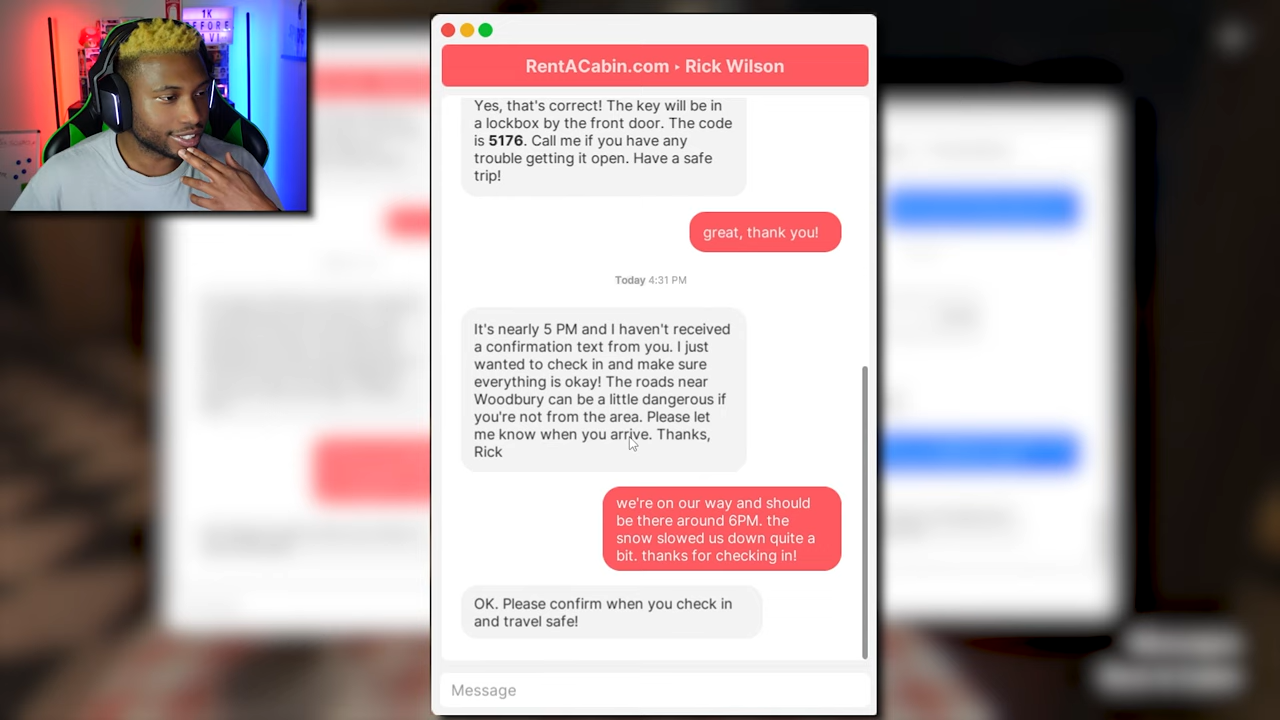 1K
BEFORE
VI
RentACabin.com ▸ Rick Wilson
Yes, that's correct! The key will be in
a lockbox by the front door. The code
is 5176. Call me if you have any
trouble getting it open. Have a safe
trip!
great, thank you!
Today 4:31 PM
It's nearly 5 PM and I haven't received
a confirmation text from you. I just
wanted to check in and make sure
everything is okay! The roads near
Woodbury can be a little dangerous if
you're not from the area. Please let
me know when you arrive. Thanks,
Rick
we're on our way and should
be there around 6PM. the
snow slowed us down quite a
bit. thanks for checking in!
OK. Please confirm when you check in
and travel safe!
Message